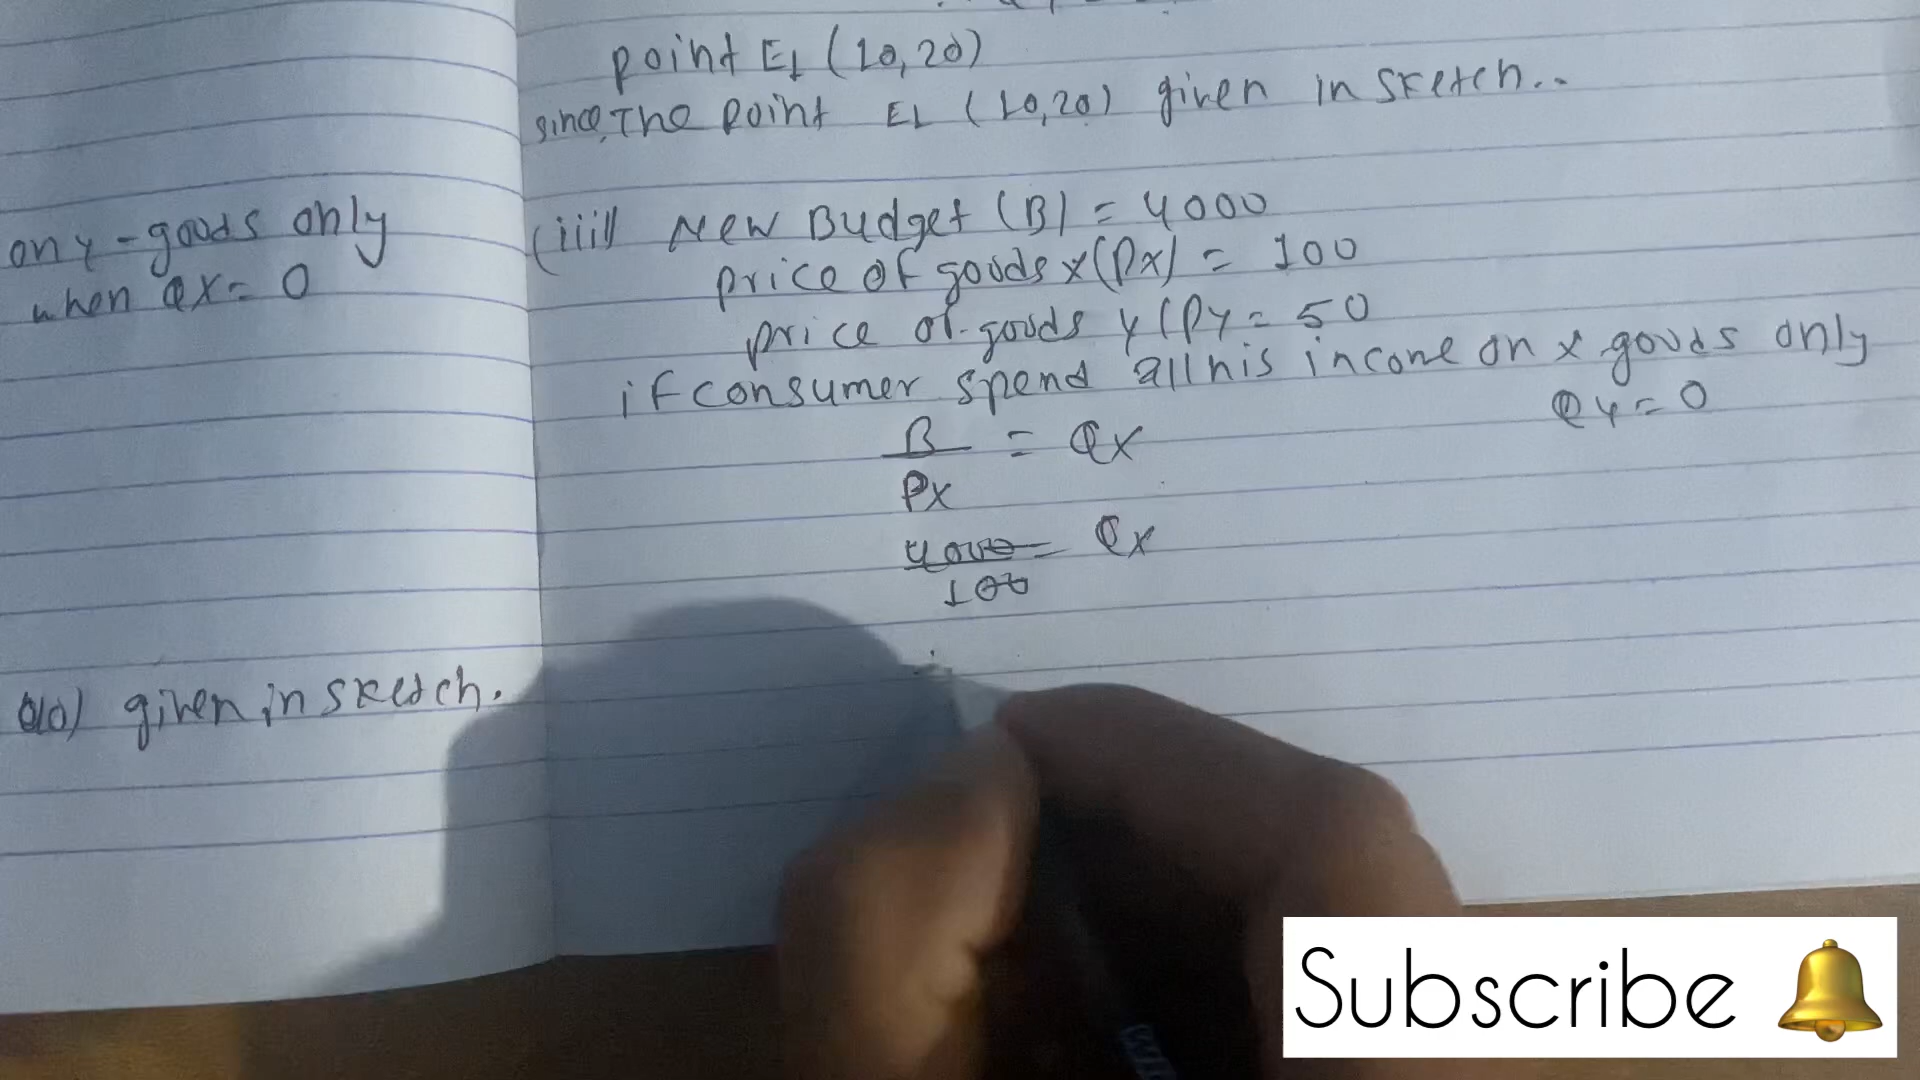 on y-goods only
when Qx = 0
0,10) given in sketch.
point E1 (10,20)
since, The point E1 (10,20) given in sketch..
(iii) New Budget (B) = 4000
price of goods x (Px) = 100
price of goods y (Py = 50
if consumer spend all his income on x goods only
Qy = 0
B = Qx
Px
4000 = Qx
100
Subscribe